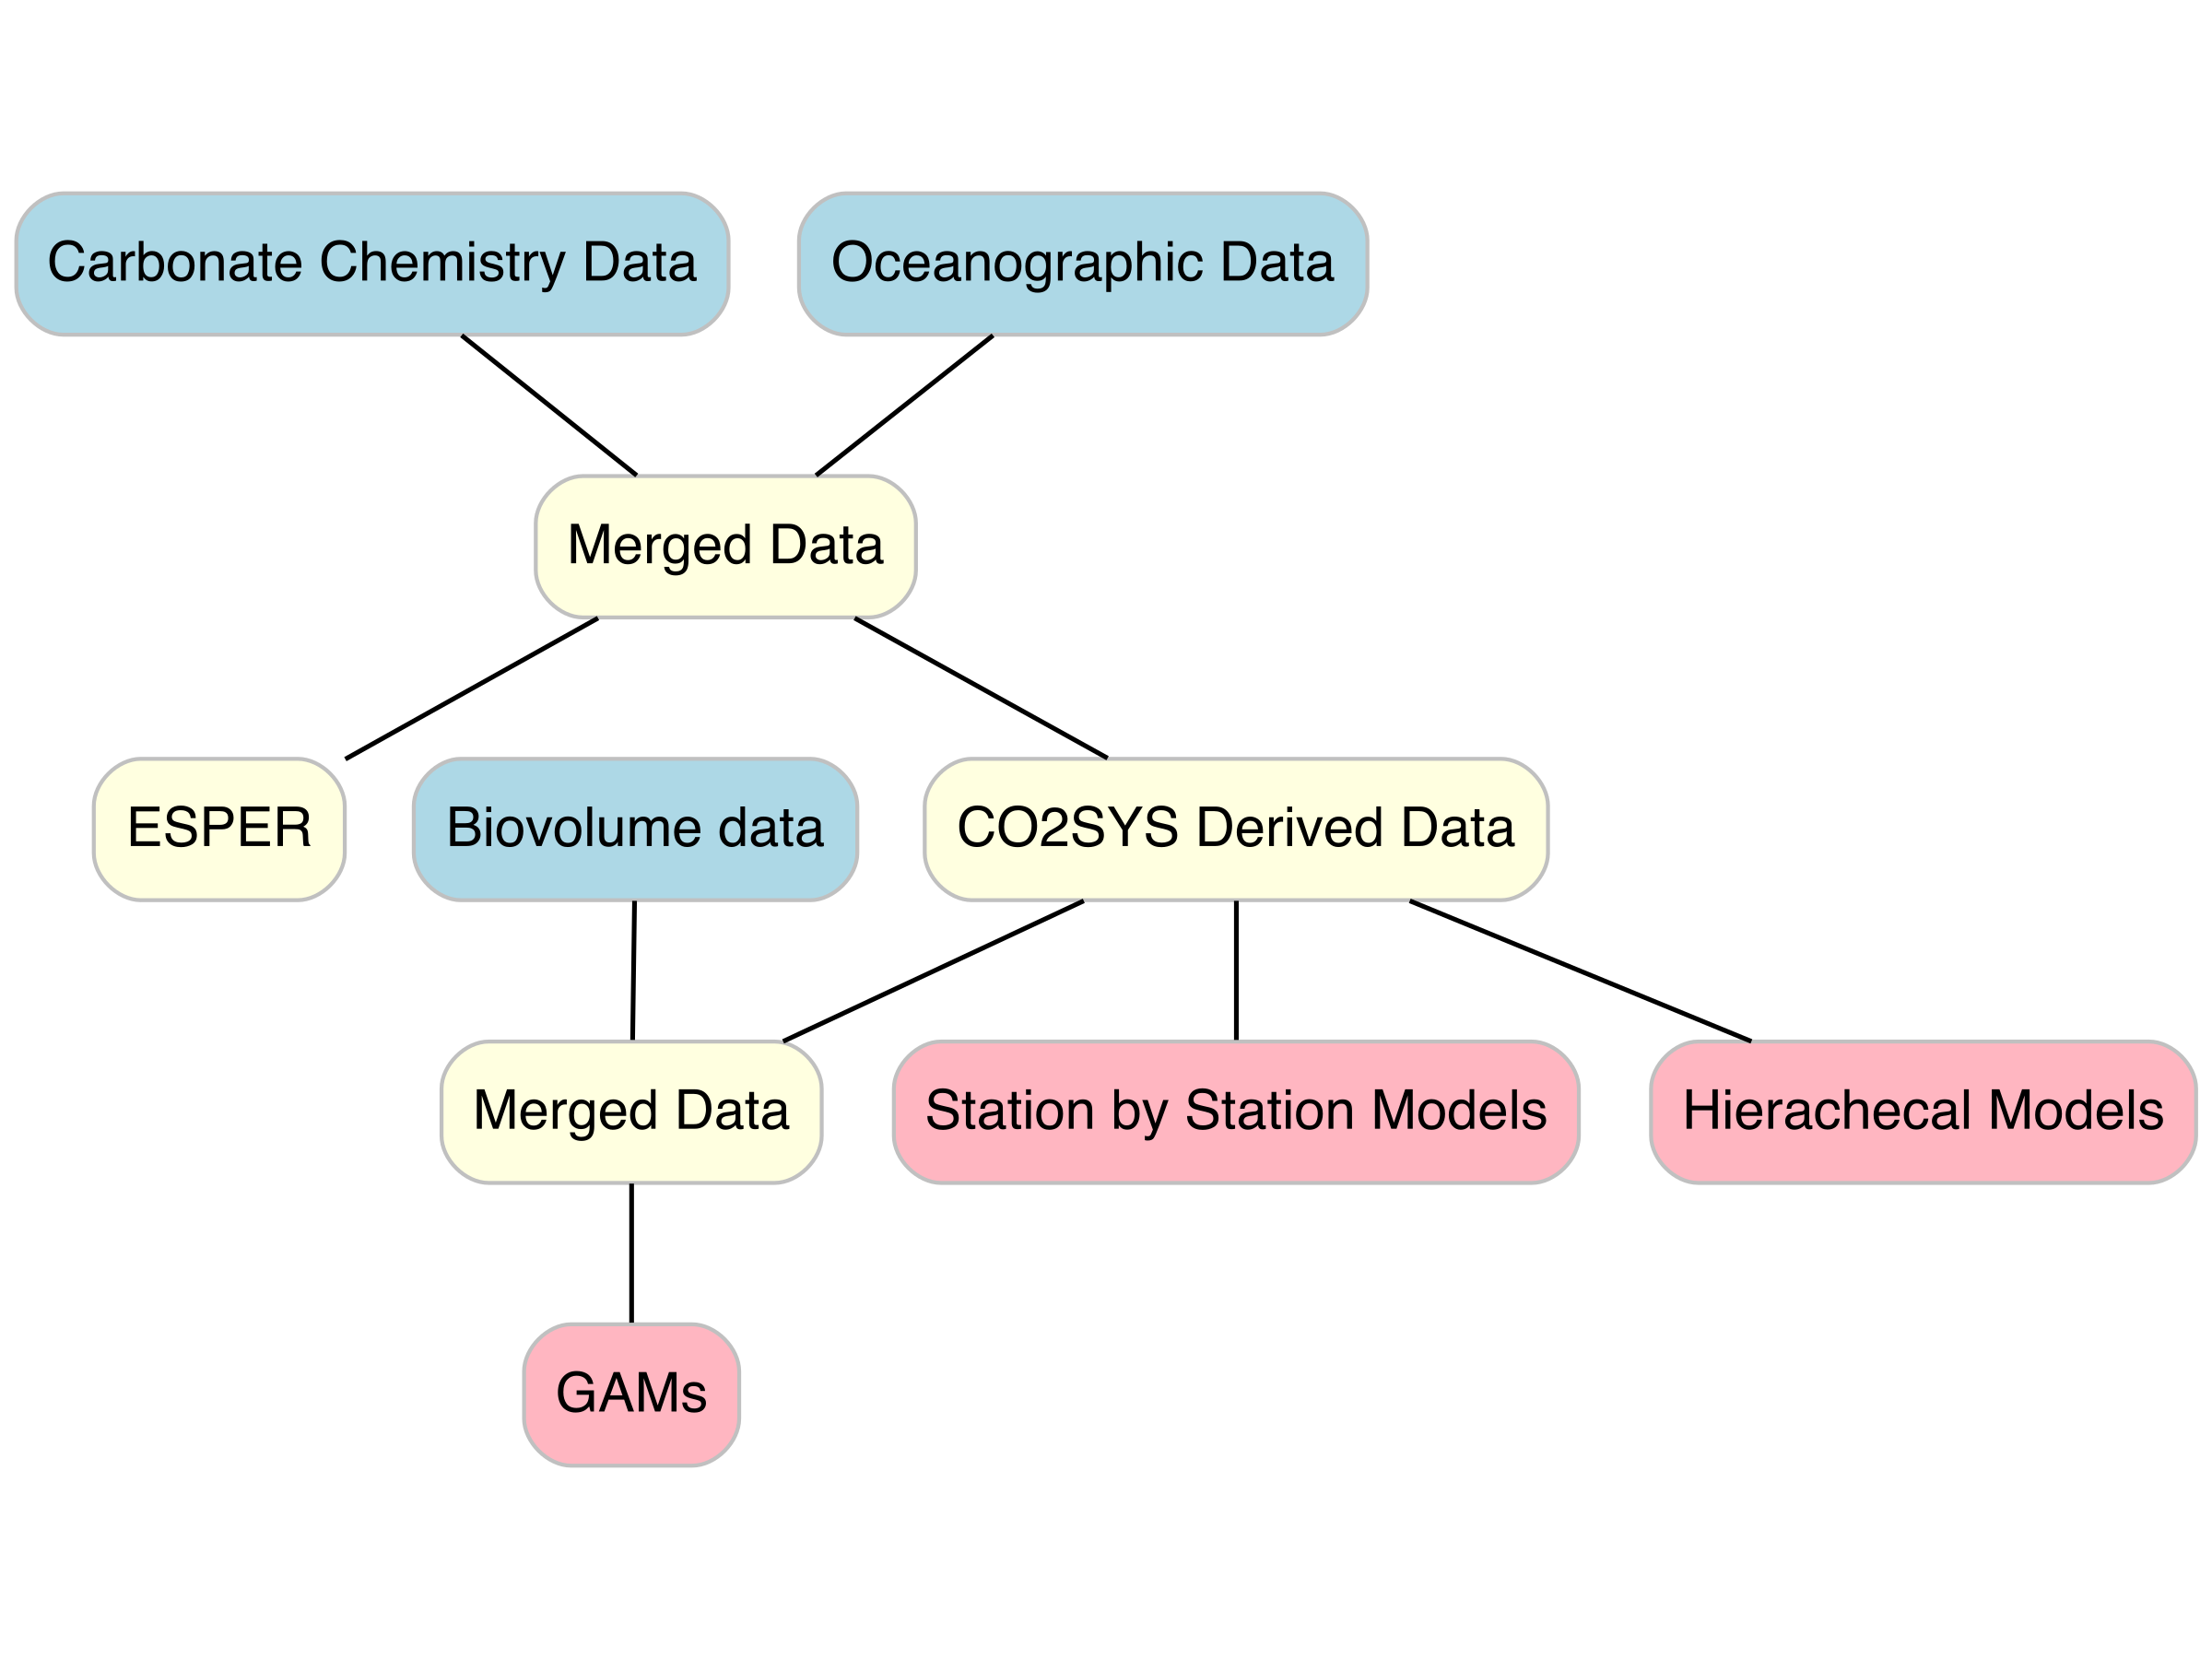 Carbonate Chemistry Data
Oceanographic Data
Merged Data
ESPER
Biovolume data
CO2SYS Derived Data
Merged Data
Station by Station Models
Hierachecal Models
GAMs